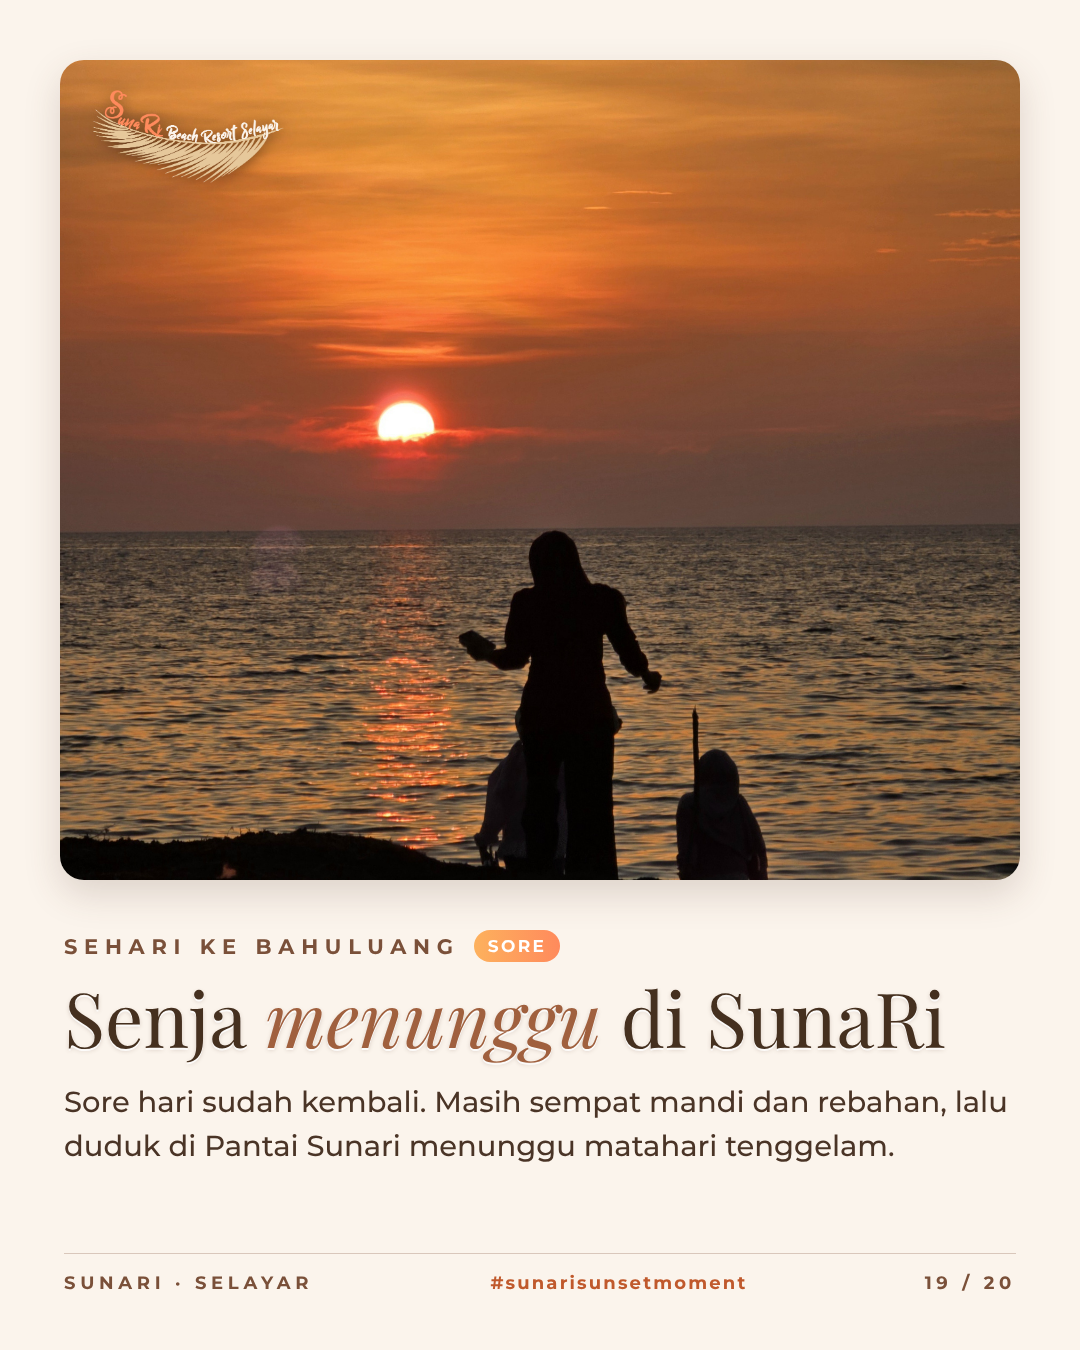 SunaRi Beach Resort Selayar
SEHARI KE BAHULUANG SORE
Senja menunggu di SunaRi
Sore hari sudah kembali. Masih sempat mandi dan rebahan, lalu
duduk di Pantai Sunari menunggu matahari tenggelam.
SUNARI · SELAYAR #sunarisunsetmoment 19 / 20